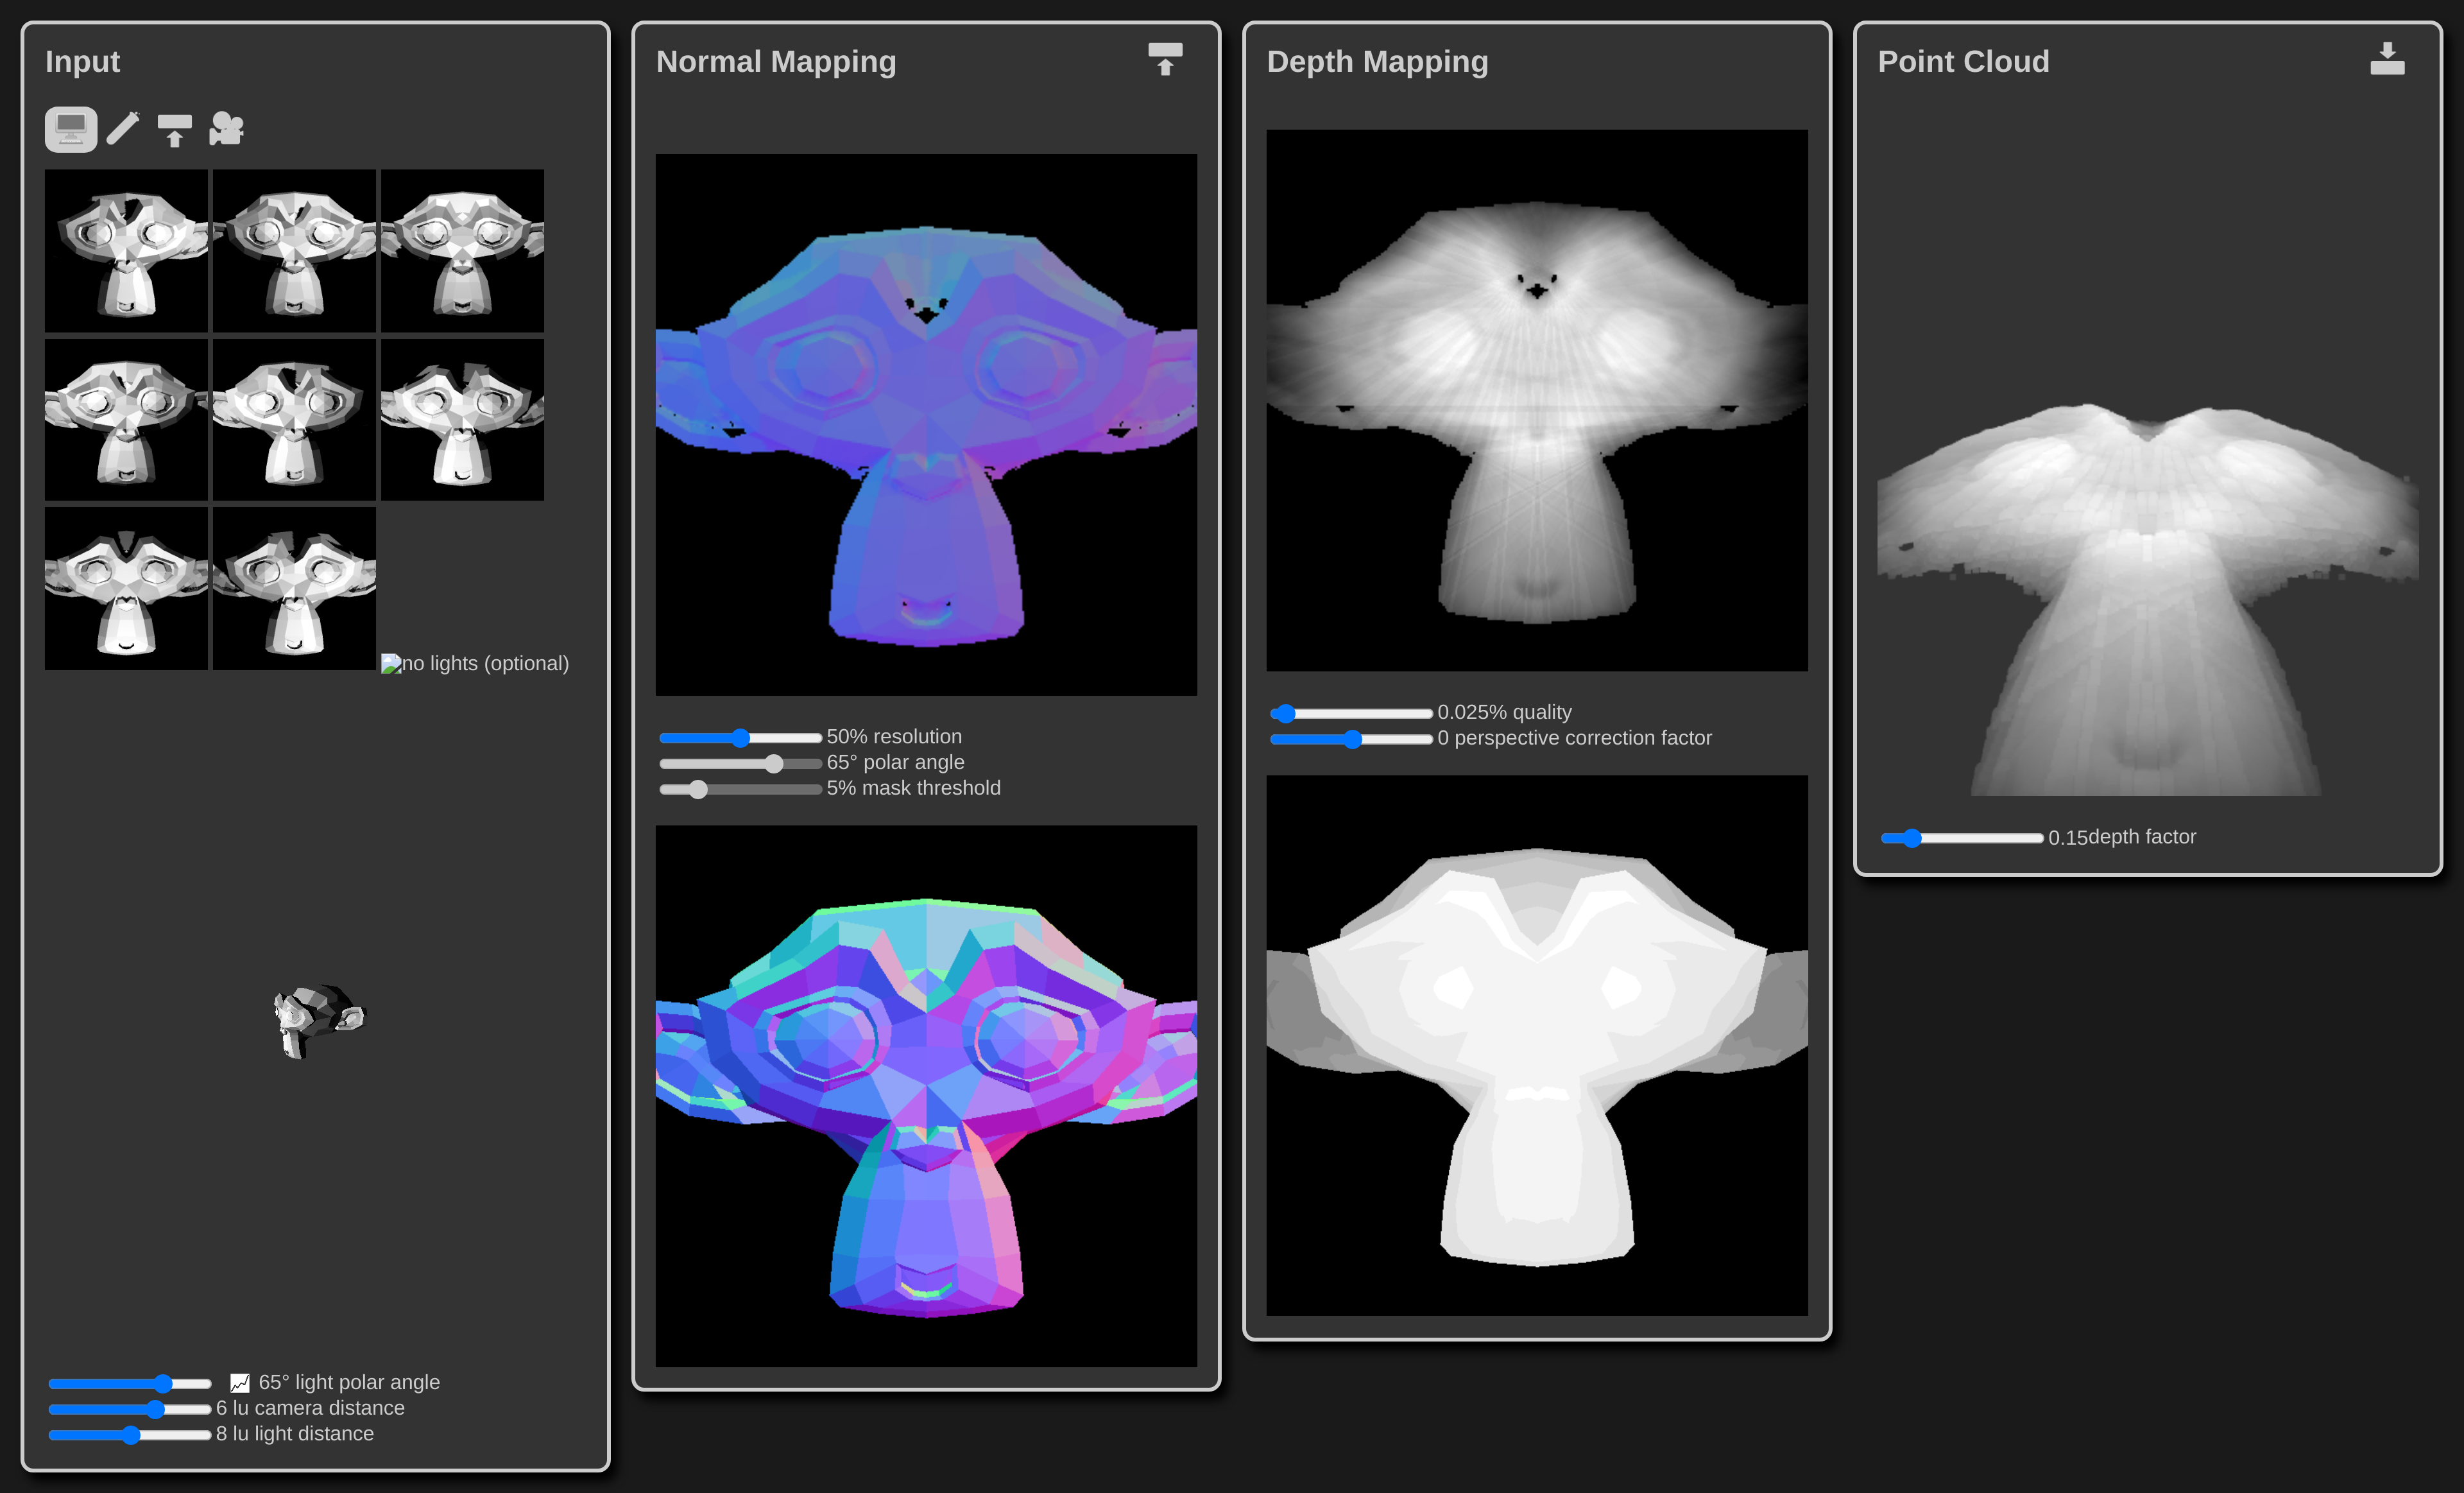 Input
no lights (optional)
65° light polar angle
6 lu camera distance
8 lu light distance
Normal Mapping
50% resolution
65° polar angle
5% mask threshold
Depth Mapping
0.025% quality
0 perspective correction factor
Point Cloud
0.15depth factor